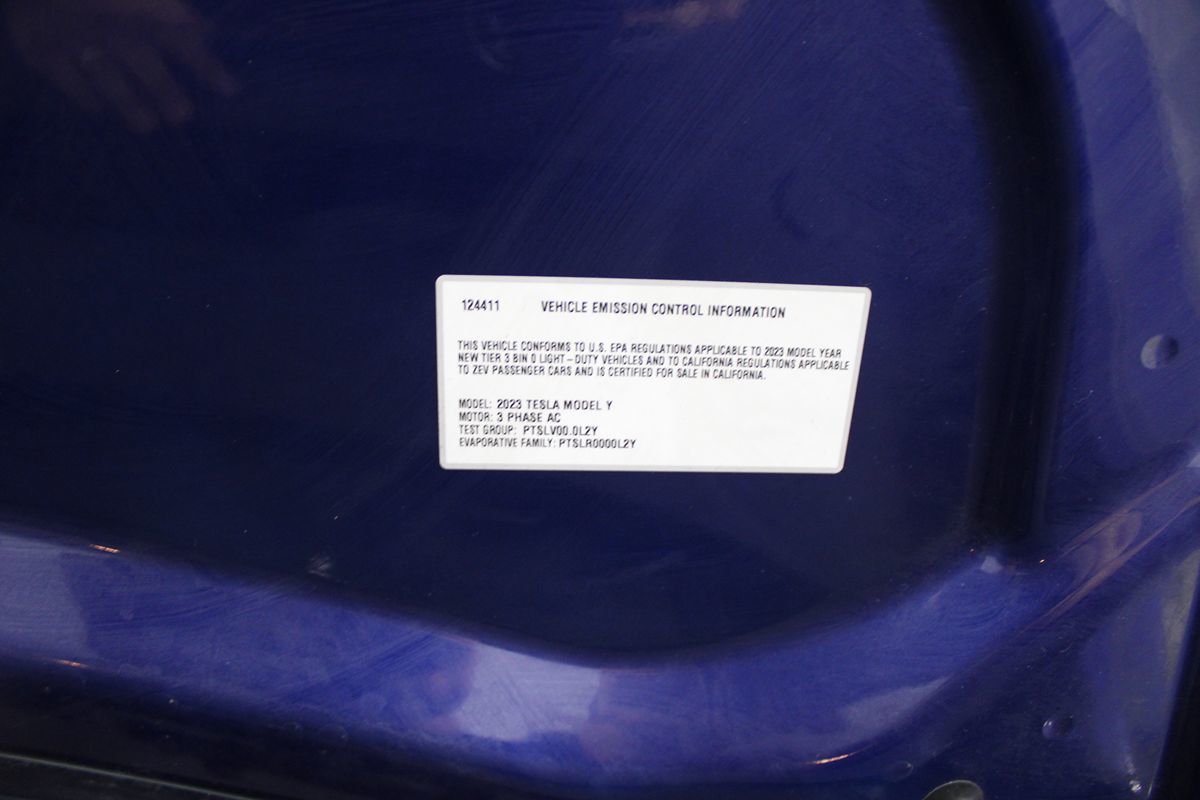 124411 VEHICLE EMISSION CONTROL INFORMATION
THIS VEHICLE CONFORMS TO U.S. EPA REGULATIONS APPLICABLE TO 2023 MODEL YEAR
NEW TIER 3 BIN 0 LIGHT-DUTY VEHICLES AND TO CALIFORNIA REGULATIONS APPLICABLE
TO ZEV PASSENGER CARS AND IS CERTIFIED FOR SALE IN CALIFORNIA.
MODEL: 2023 TESLA MODEL Y
MOTOR: 3 PHASE AC
TEST GROUP: PTSLV00.0L2Y
EVAPORATIVE FAMILY: PTSLR0000L2Y